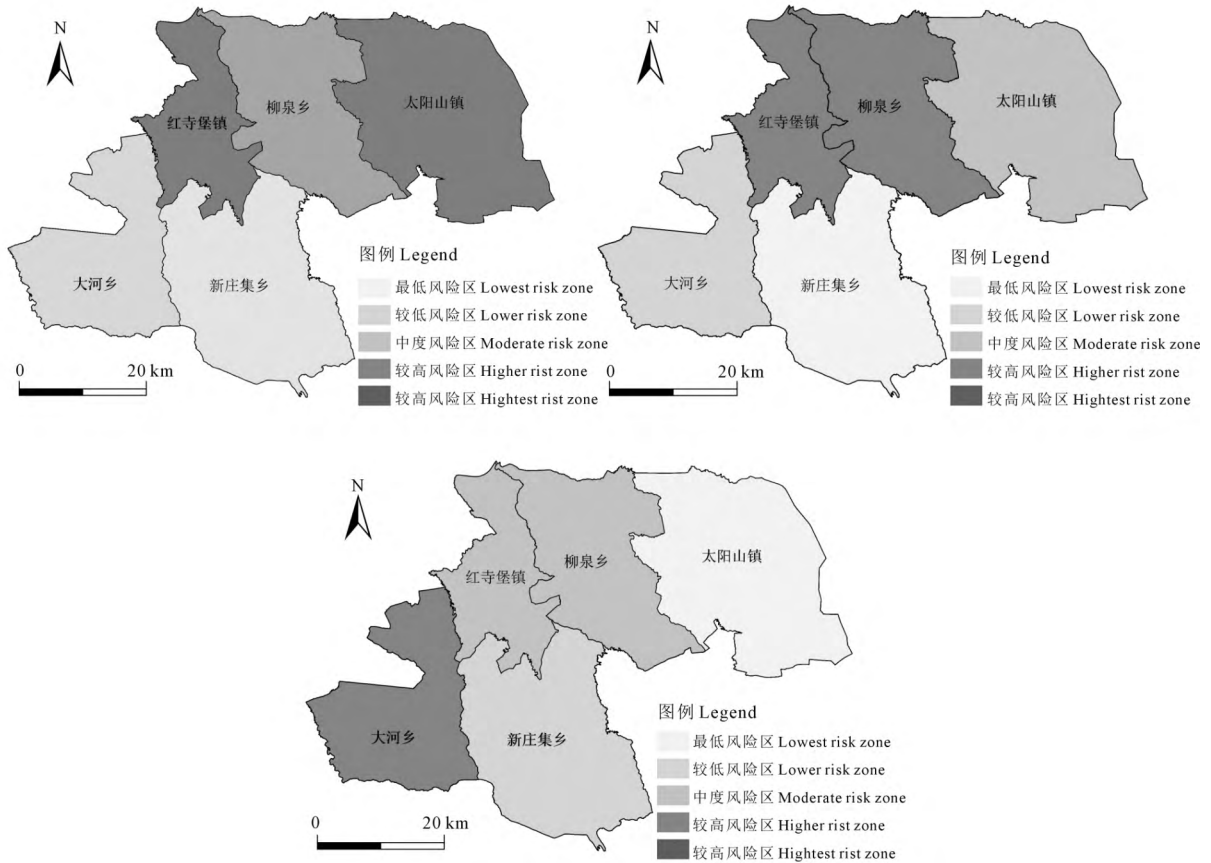 N
柳泉乡
太阳山镇
红寺堡镇
大河乡
新庄集乡
图例 Legend
最低风险区 Lowest risk zone
较低风险区 Lower risk zone
中度风险区 Moderate risk zone
较高风险区 Higher rist zone
较高风险区 Hightest rist zone
0 20 km
N
柳泉乡
太阳山镇
红寺堡镇
大河乡
新庄集乡
图例 Legend
最低风险区 Lowest risk zone
较低风险区 Lower risk zone
中度风险区 Moderate risk zone
较高风险区 Higher rist zone
较高风险区 Hightest rist zone
0 20 km
N
柳泉乡
太阳山镇
红寺堡镇
大河乡
新庄集乡
图例 Legend
最低风险区 Lowest risk zone
较低风险区 Lower risk zone
中度风险区 Moderate risk zone
较高风险区 Higher rist zone
较高风险区 Hightest rist zone
0 20 km